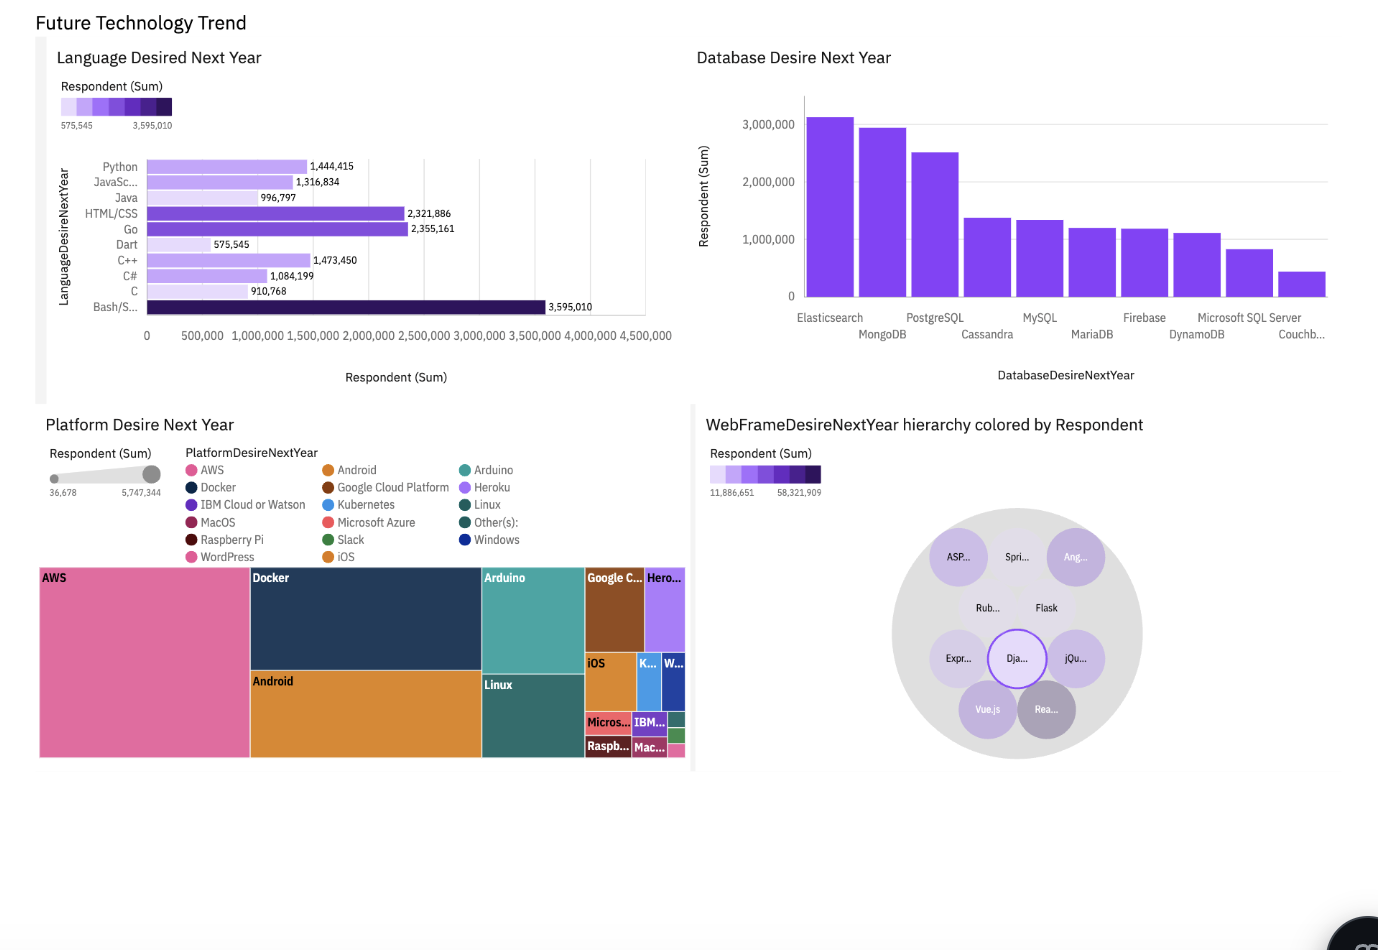 Future Technology Trend
Language Desired Next Year
Respondent (Sum)
575,545 3,595,010
LanguageDesireNextYear
Python 1,444,415
JavaSc... 1,316,834
Java 996,797
HTML/CSS 2,321,886
Go 2,355,161
Dart 575,545
C++ 1,473,450
C# 1,084,199
C 910,768
Bash/S... 3,595,010
0 500,000 1,000,000 1,500,000 2,000,000 2,500,000 3,000,000 3,500,000 4,000,000 4,500,000
Respondent (Sum)
Database Desire Next Year
Respondent (Sum)
3,000,000
2,000,000
1,000,000
0
Elasticsearch PostgreSQL MySQL Firebase Microsoft SQL Server
MongoDB Cassandra MariaDB DynamoDB Couchb...
DatabaseDesireNextYear
Platform Desire Next Year
Respondent (Sum)
36,678 5,747,344
PlatformDesireNextYear
AWS Android Arduino
Docker Google Cloud Platform Heroku
IBM Cloud or Watson Kubernetes Linux
MacOS Microsoft Azure Other(s):
Raspberry Pi Slack Windows
WordPress iOS
AWS Docker Arduino Google C... Hero...
iOS K... W...
Android Linux
Micros... IBM...
Raspb... Mac...
WebFrameDesireNextYear hierarchy colored by Respondent
Respondent (Sum)
11,886,651 58,321,909
ASP... Spri... Ang...
Rub... Flask
Expr... Dja... jQu...
Vue.js Rea...